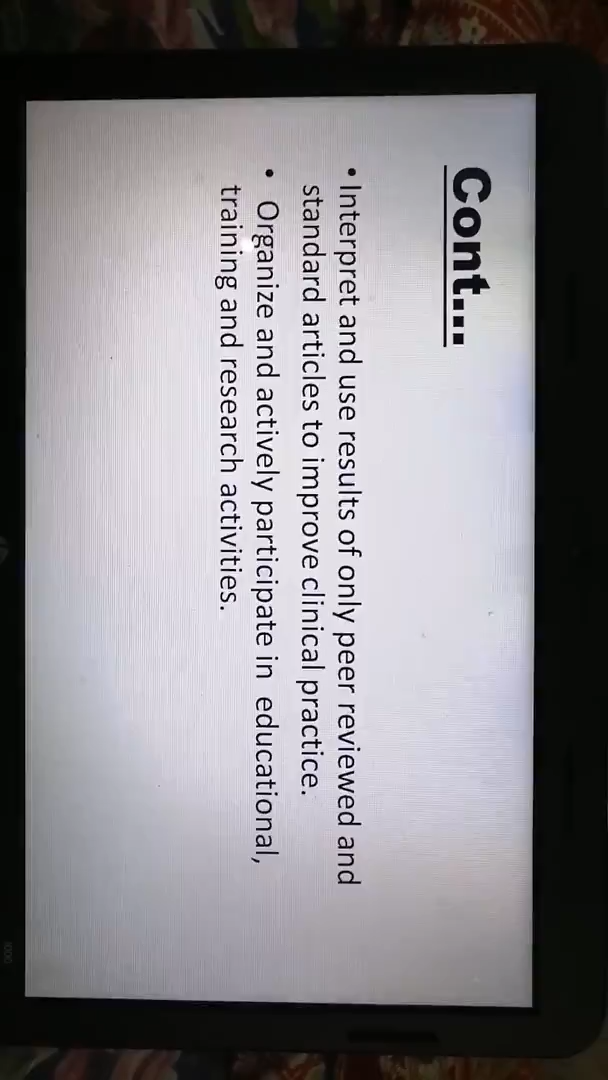 Cont...
• Interpret and use results of only peer reviewed and
standard articles to improve clinical practice.
• Organize and actively participate in educational,
training and research activities.